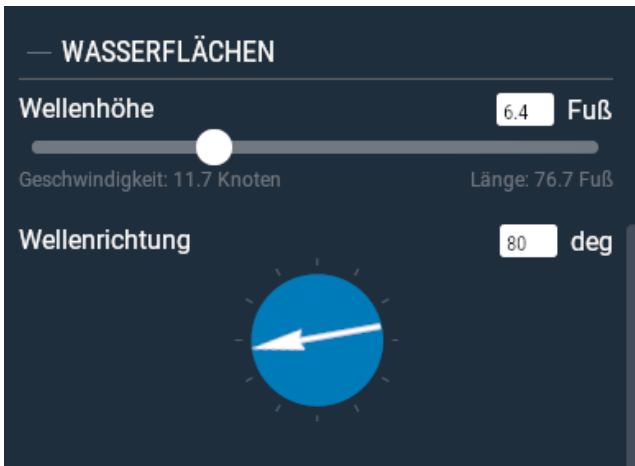 WASSERFLÄCHEN
Wellenhöhe 6.4 Fuß
Geschwindigkeit: 11.7 Knoten Länge: 76.7 Fuß
Wellenrichtung 80 deg